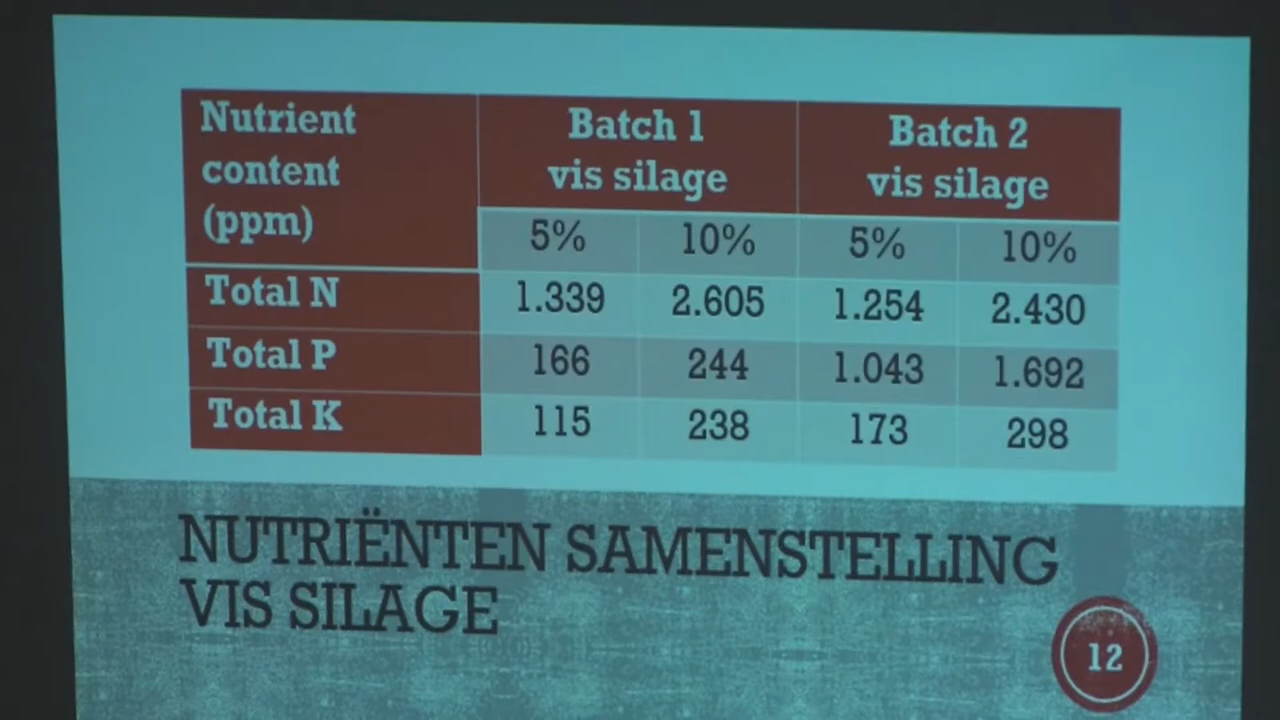 Nutrient content (ppm) Batch 1 vis silage Batch 2 vis silage
5% 10% 5% 10%
Total N 1.339 2.605 1.254 2.430
Total P 166 244 1.043 1.692
Total K 115 238 173 298
NUTRIËNTEN SAMENSTELLING
VIS SILAGE
12